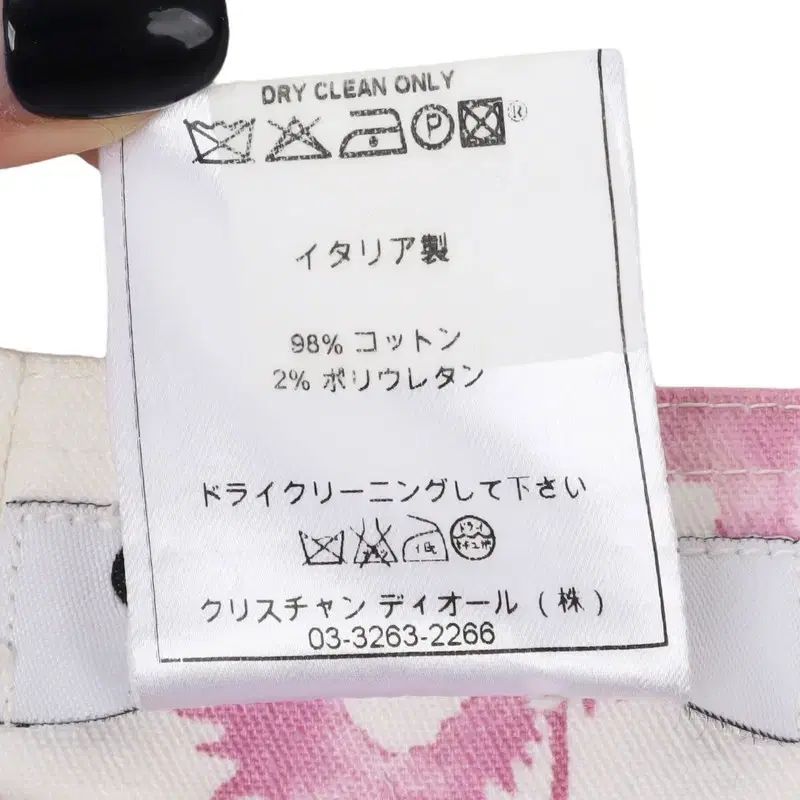 DRY CLEAN ONLY
P
®
イタリア製
98% コットン
2% ポリウレタン
ドライクリーニングして下さい
クリスチャン ディオール (株)
03-3263-2266